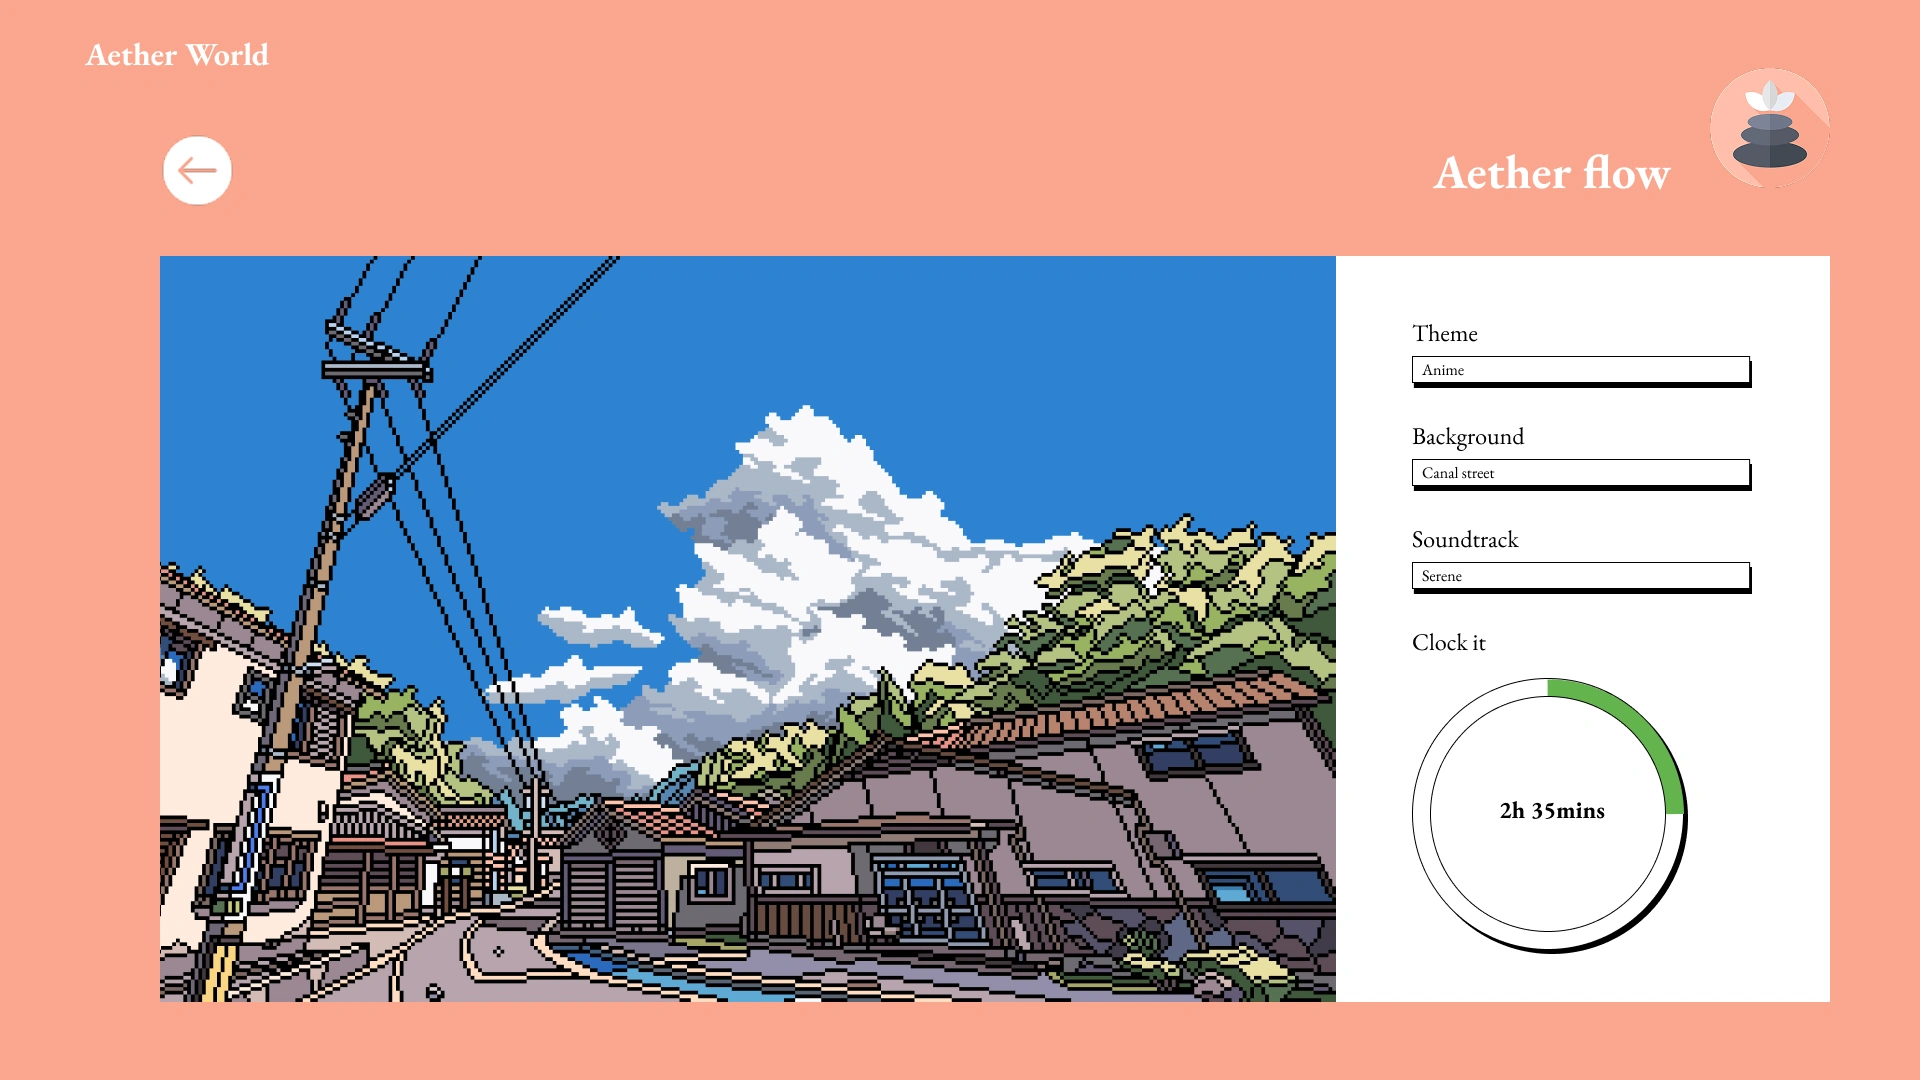 Aether World
Aether flow
Theme
Anime
Background
Canal street
Soundtrack
Serene
Clock it
2h 35mins